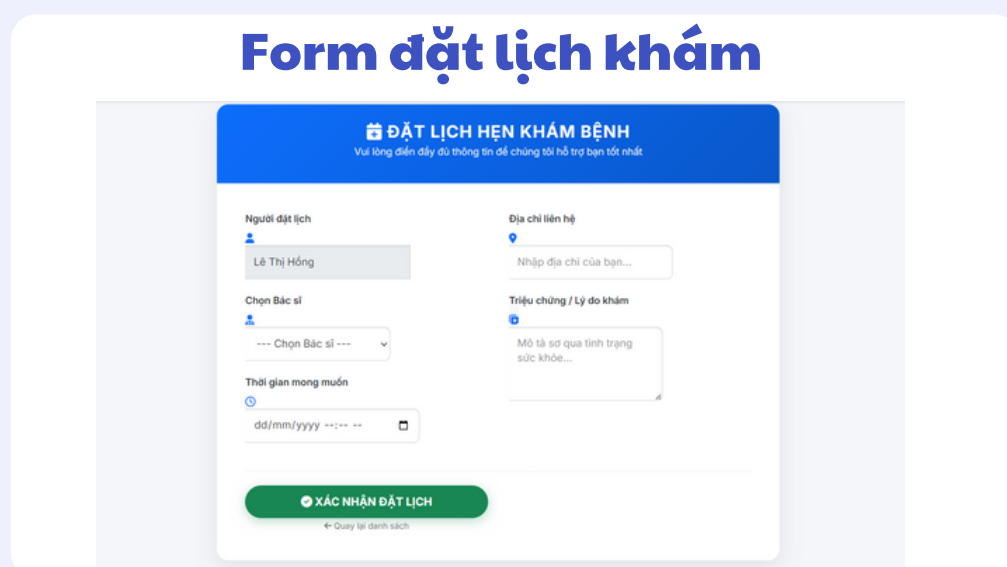 Form đặt lịch khám
ĐẶT LỊCH HẸN KHÁM BỆNH
Vui lòng điền đầy đủ thông tin để chúng tôi hỗ trợ bạn tốt nhất
Người đặt lịch
Lê Thị Hồng
Chọn Bác sĩ
--- Chọn Bác sĩ ---
Thời gian mong muốn
dd/mm/yyyy --:-- --
Địa chỉ liên hệ
Nhập địa chỉ của bạn...
Triệu chứng / Lý do khám
Mô tả sơ qua tình trạng
sức khỏe...
XÁC NHẬN ĐẶT LỊCH
← Quay lại danh sách